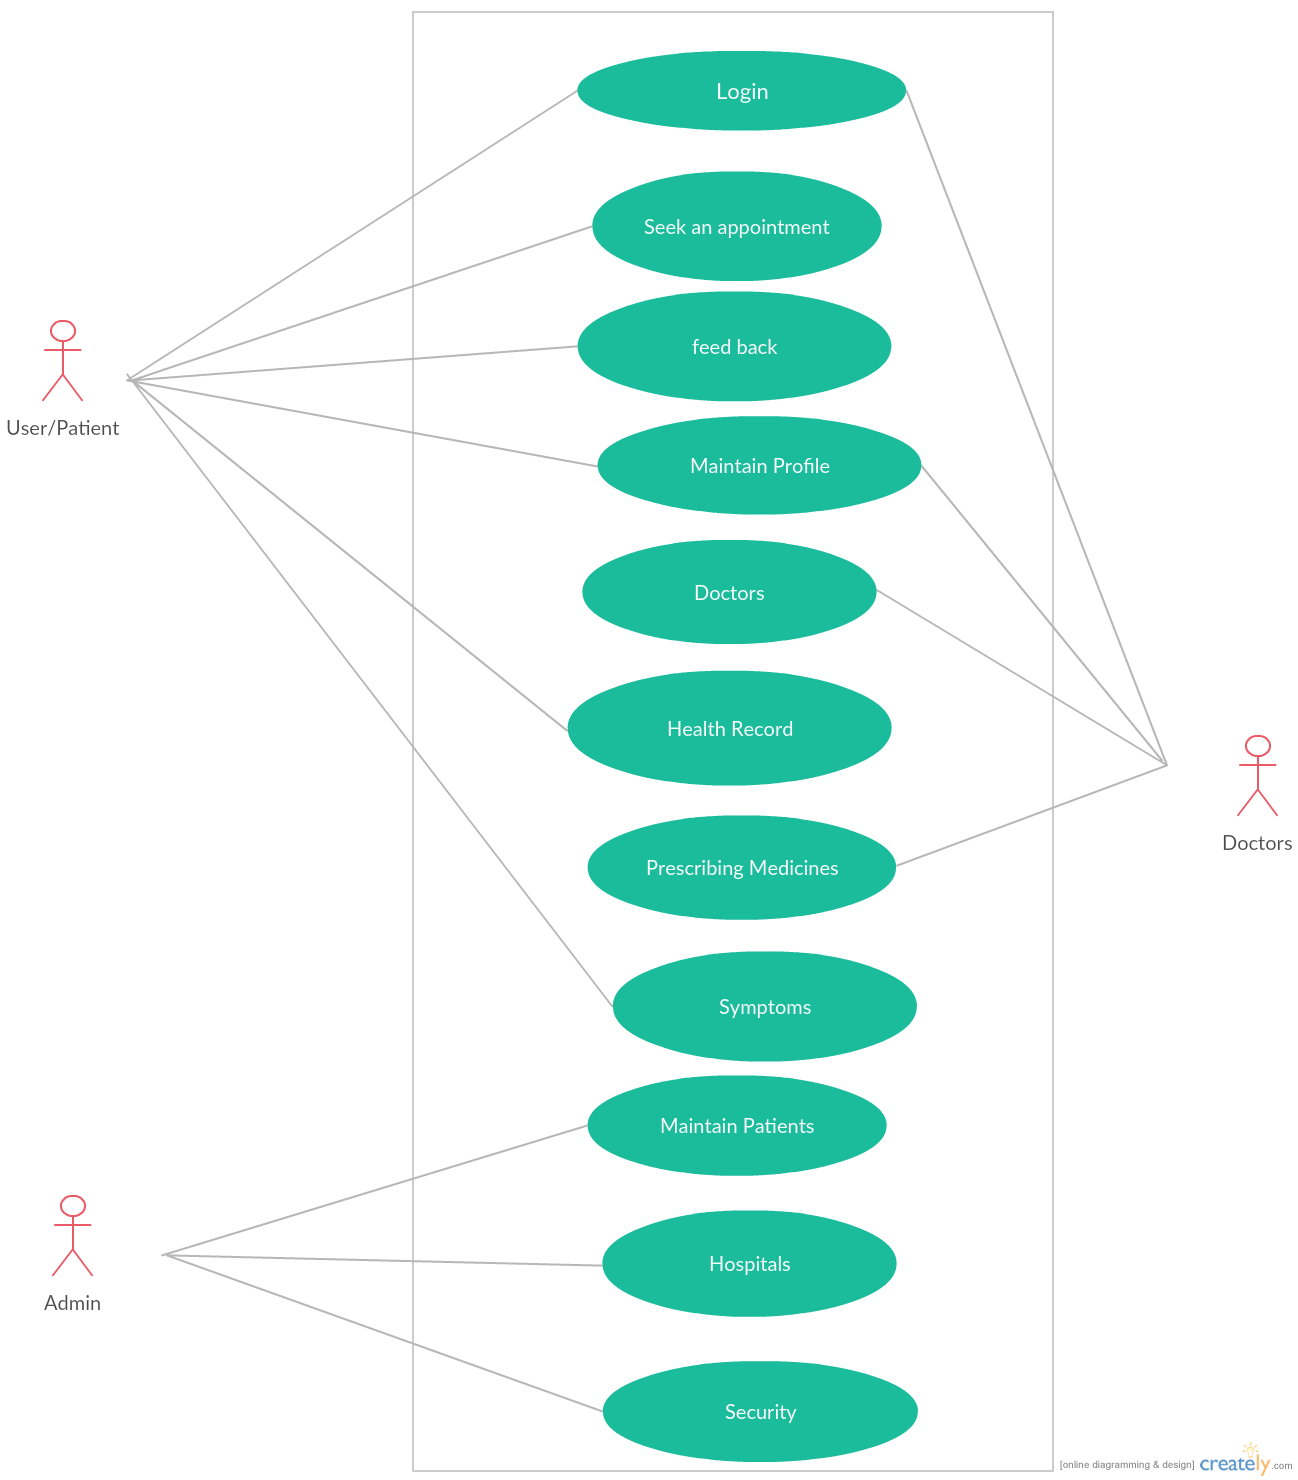 Login
Seek an appointment
feed back
User/Patient
Maintain Profile
Doctors
Health Record
Doctors
Prescribing Medicines
Symptoms
Maintain Patients
Hospitals
Admin
Security
[online diagramming & design] creately.com